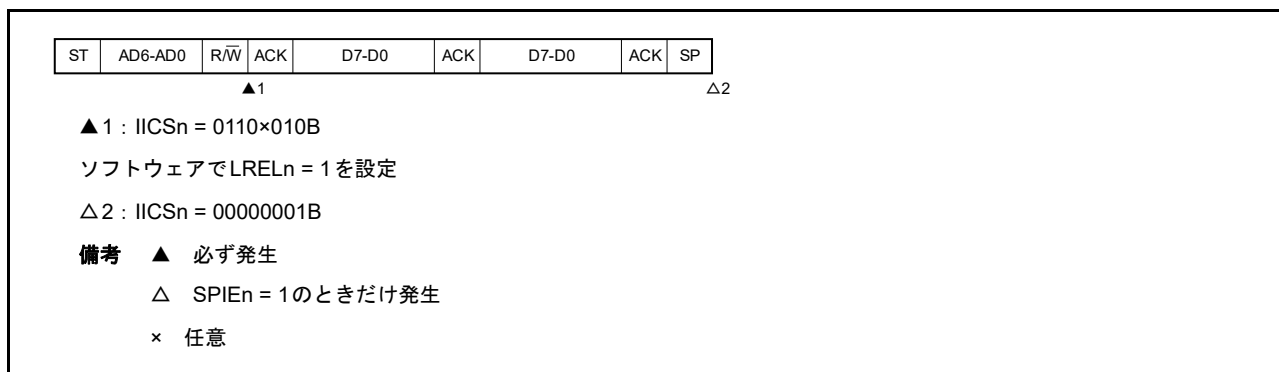 ST AD6-AD0 R/W̅ ACK D7-D0 ACK D7-D0 ACK SP
▲1 △2
▲1：IICSn = 0110×010B
ソフトウェアでLRELn = 1を設定
△2：IICSn = 00000001B
備考 ▲ 必ず発生
△ SPIEn = 1のときだけ発生
× 任意